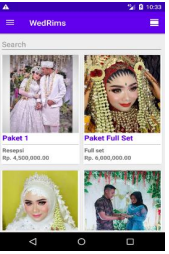 10:33
WedRims
Search
Paket 1
Resepsi
Rp. 4,500,000.00
Paket Full Set
Full set
Rp. 6,000,000.00